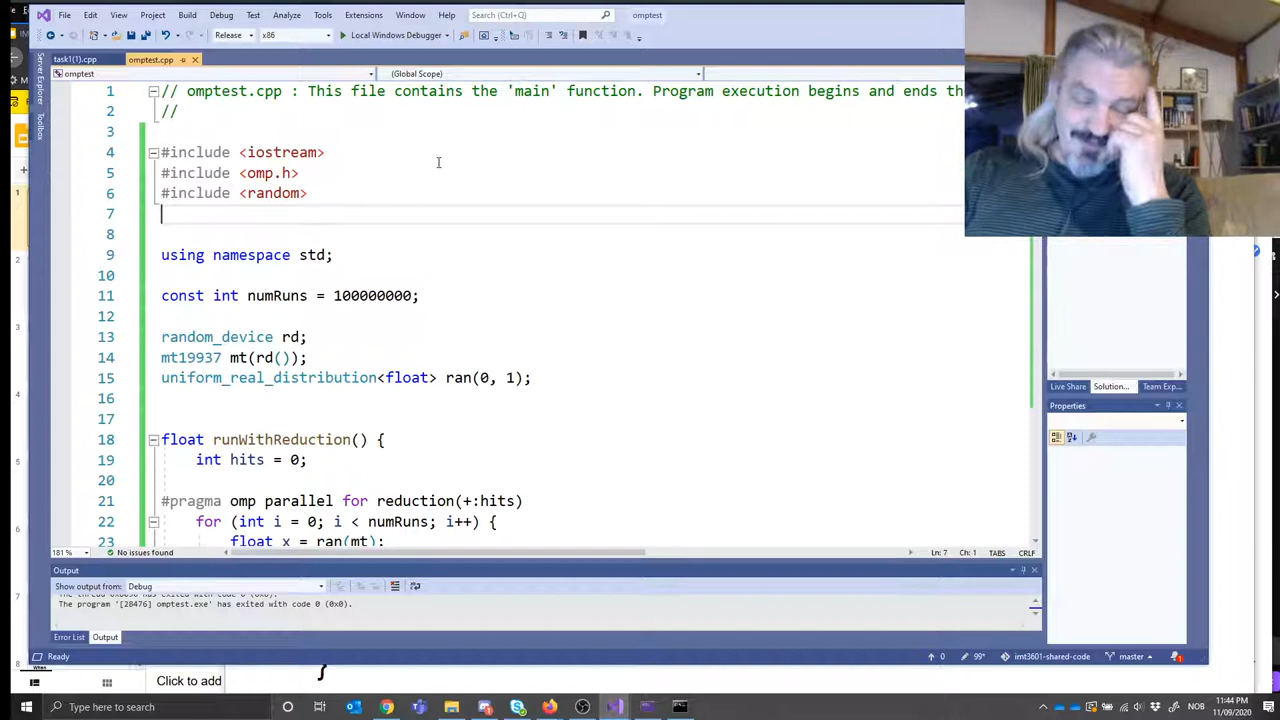 File Edit View Project Build Debug Test Analyze Tools Extensions Window Help Search (Ctrl+Q) omptest
Release x86 Local Windows Debugger
task1(1).cpp omptest.cpp
omptest (Global Scope)
Server Explorer
Toolbox
1 // omptest.cpp : This file contains the 'main' function. Program execution begins and ends th
2 //
3
4 #include <iostream>
5 #include <omp.h>
6 #include <random>
7
8
9 using namespace std;
10
11 const int numRuns = 100000000;
12
13 random_device rd;
14 mt19937 mt(rd());
15 uniform_real_distribution<float> ran(0, 1);
16
17
18 float runWithReduction() {
19 int hits = 0;
20
21 #pragma omp parallel for reduction(+:hits)
22 for (int i = 0; i < numRuns; i++) {
23 float x = ran(mt);
181 % No issues found Ln: 7 Ch: 1 TABS CRLF
Live Share Solution... Team Exp...
Properties
Output
Show output from: Debug
The program '[28476] omptest.exe' has exited with code 0 (0x0).
Error List Output
Ready 0 99* imt3601-shared-code master 1
Click to add }
Type here to search
NOB 11:44 PM 11/09/2020